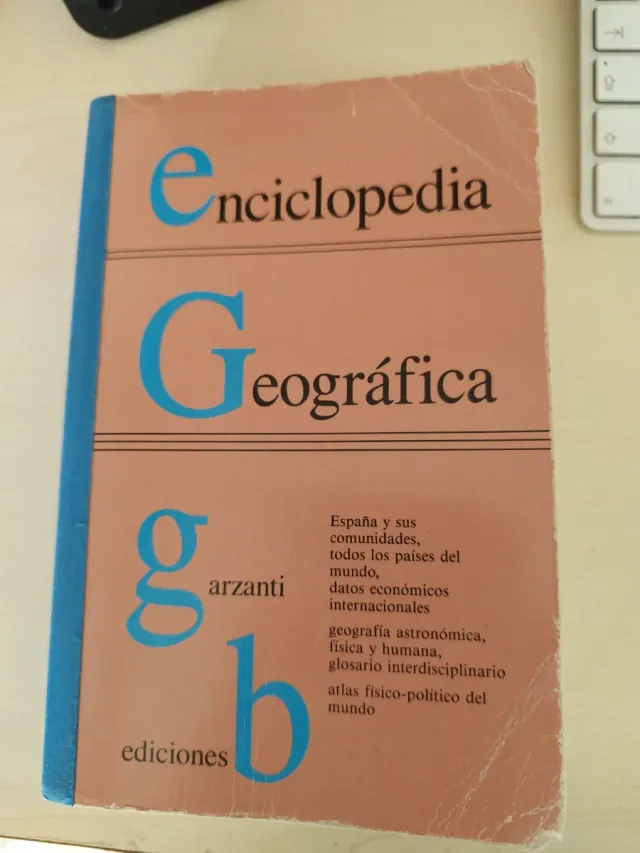 enciclopedia
Geográfica
garzanti
España y sus
comunidades,
todos los países del
mundo,
datos económicos
internacionales
geografía astronómica,
física y humana,
glosario interdisciplinario
atlas físico-político del
mundo
ediciones b